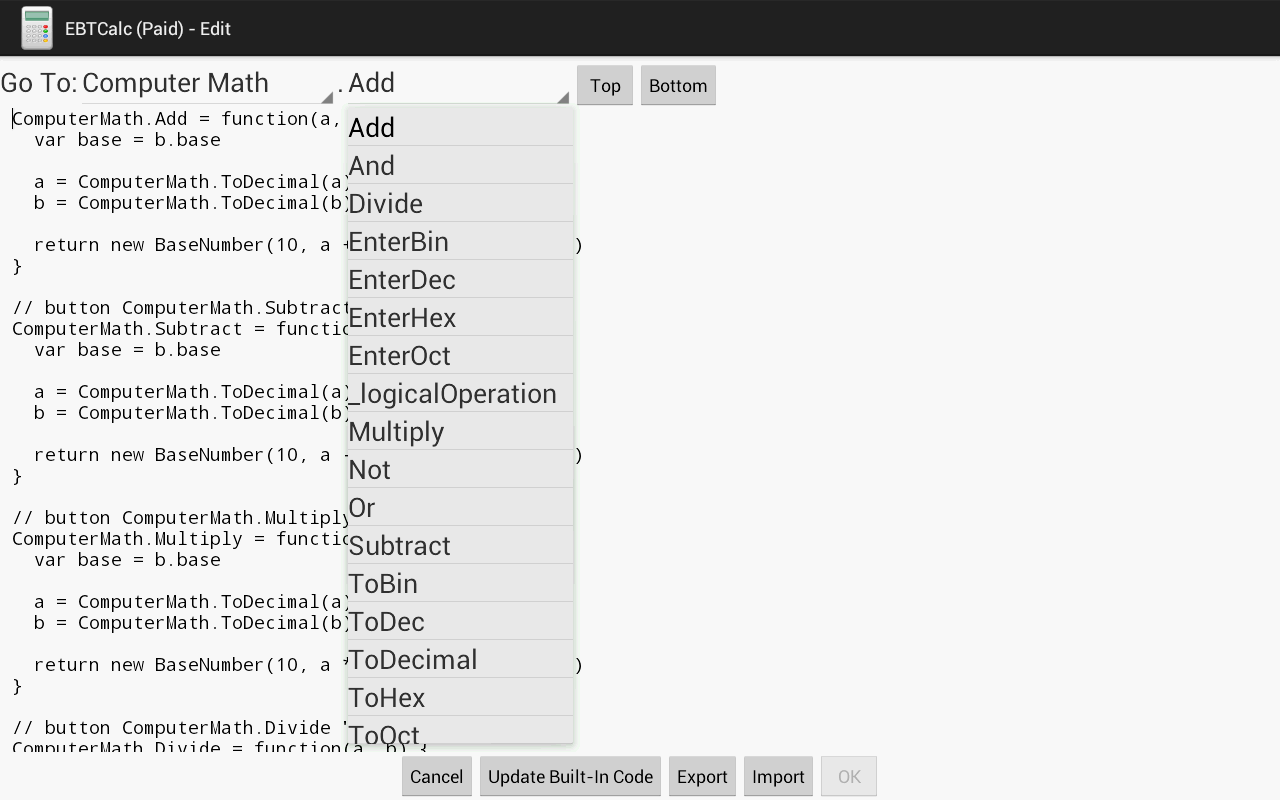 EBTCalc (Paid) - Edit
Go To: Computer Math . Add Top Bottom
ComputerMath.Add = function(a,
var base = b.base
a = ComputerMath.ToDecimal(a)
b = ComputerMath.ToDecimal(b)
return new BaseNumber(10, a )
}
// button ComputerMath.Subtract
ComputerMath.Subtract = functio
var base = b.base
a = ComputerMath.ToDecimal(a)
b = ComputerMath.ToDecimal(b)
return new BaseNumber(10, a )
}
// button ComputerMath.Multiply
ComputerMath.Multiply = functio
var base = b.base
a = ComputerMath.ToDecimal(a)
b = ComputerMath.ToDecimal(b)
return new BaseNumber(10, a * )
}
// button ComputerMath.Divide '
ComputerMath.Divide = function(a, b) {
Add
And
Divide
EnterBin
EnterDec
EnterHex
EnterOct
_logicalOperation
Multiply
Not
Or
Subtract
ToBin
ToDec
ToDecimal
ToHex
ToOct
Cancel Update Built-In Code Export Import OK